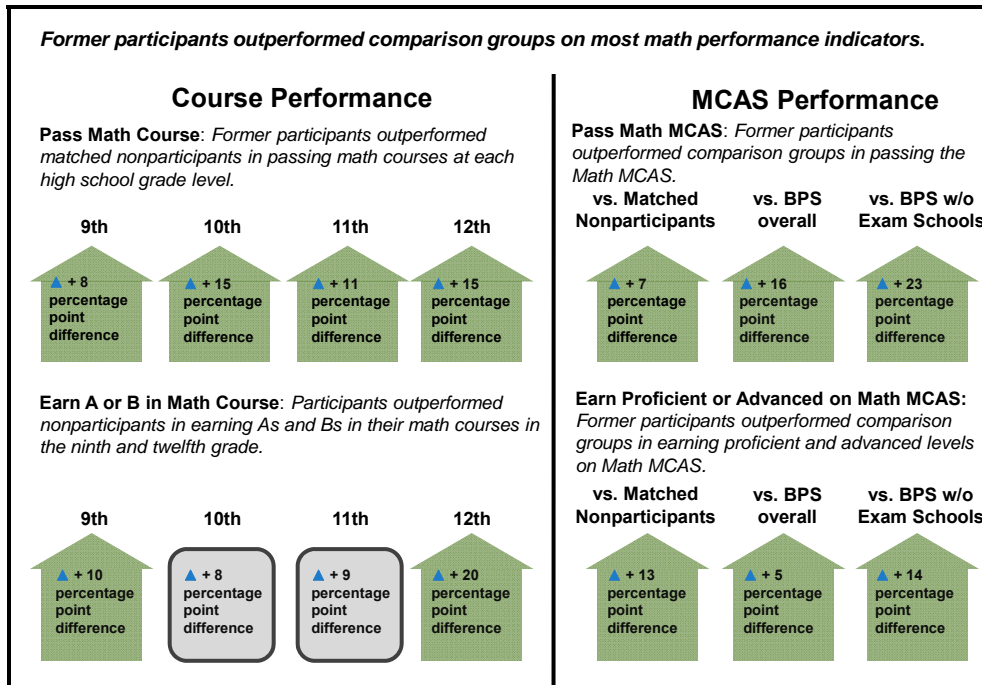 Former participants outperformed comparison groups on most math performance indicators.
Course Performance
Pass Math Course: Former participants outperformed
matched nonparticipants in passing math courses at each
high school grade level.
9th 10th 11th 12th
+ 8 percentage point difference
+ 15 percentage point difference
+ 11 percentage point difference
+ 15 percentage point difference
Earn A or B in Math Course: Participants outperformed
nonparticipants in earning As and Bs in their math courses in
the ninth and twelfth grade.
9th 10th 11th 12th
+ 10 percentage point difference
+ 8 percentage point difference
+ 9 percentage point difference
+ 20 percentage point difference
MCAS Performance
Pass Math MCAS: Former participants
outperformed comparison groups in passing the
Math MCAS.
vs. Matched Nonparticipants
vs. BPS overall
vs. BPS w/o Exam Schools
+ 7 percentage point difference
+ 16 percentage point difference
+ 23 percentage point difference
Earn Proficient or Advanced on Math MCAS:
Former participants outperformed comparison
groups in earning proficient and advanced levels
on Math MCAS.
vs. Matched Nonparticipants
vs. BPS overall
vs. BPS w/o Exam Schools
+ 13 percentage point difference
+ 5 percentage point difference
+ 14 percentage point difference